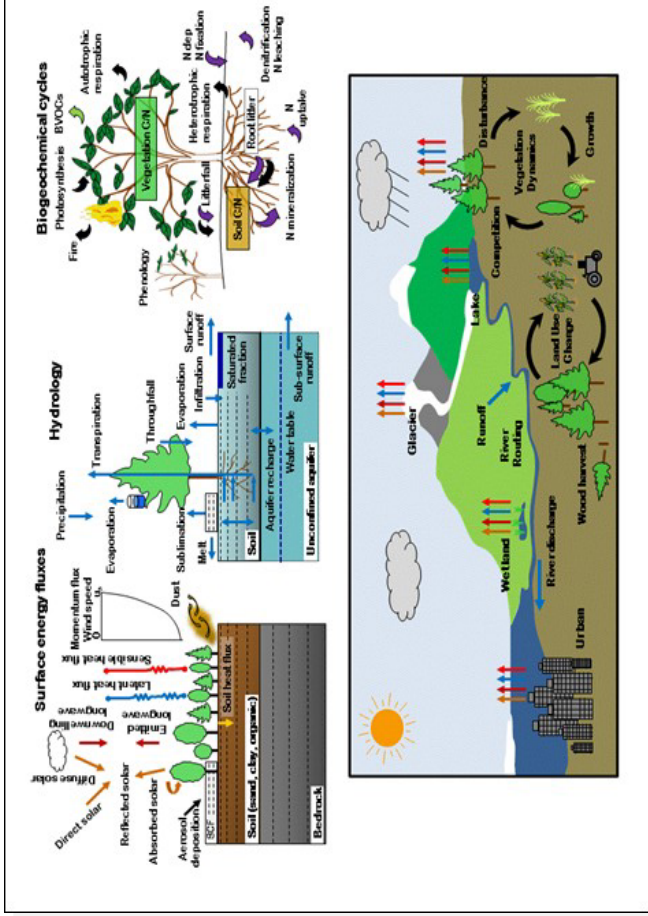 Surface energy fluxes
Direct solar
Diffuse solar
Reflected solar
Absorbed solar
Downwelling
longwave
Emitted
longwave
Latent heat flux
Sensible heat flux
Momentum flux
Wind speed
0
u
Aerosol
deposition
SCF
Soil heat flux
Dust
Soil (sand, clay, organic)
Bedrock
Hydrology
Precipitation
Evaporation
Transpiration
Throughfall
Sublimation
Evaporation
Melt
Infiltration
Surface
runoff
Saturated
fraction
Soil
Aquifer recharge
Water table
Sub-surface
runoff
Unconfined aquifer
Biogeochemical cycles
Photosynthesis
BVOCs
Autotrophic
respiration
Fire
Vegetation C/N
Phenology
Litterfall
Heterotrophic
respiration
N dep
N fixation
Soil C/N
Root litter
Denitrification
N leaching
N mineralization
N
uptake
Glacier
Lake
Wetland
Runoff
River
Routing
River discharge
Urban
Land Use
Change
Wood harvest
Disturbance
Competition
Vegetation
Dynamics
Growth